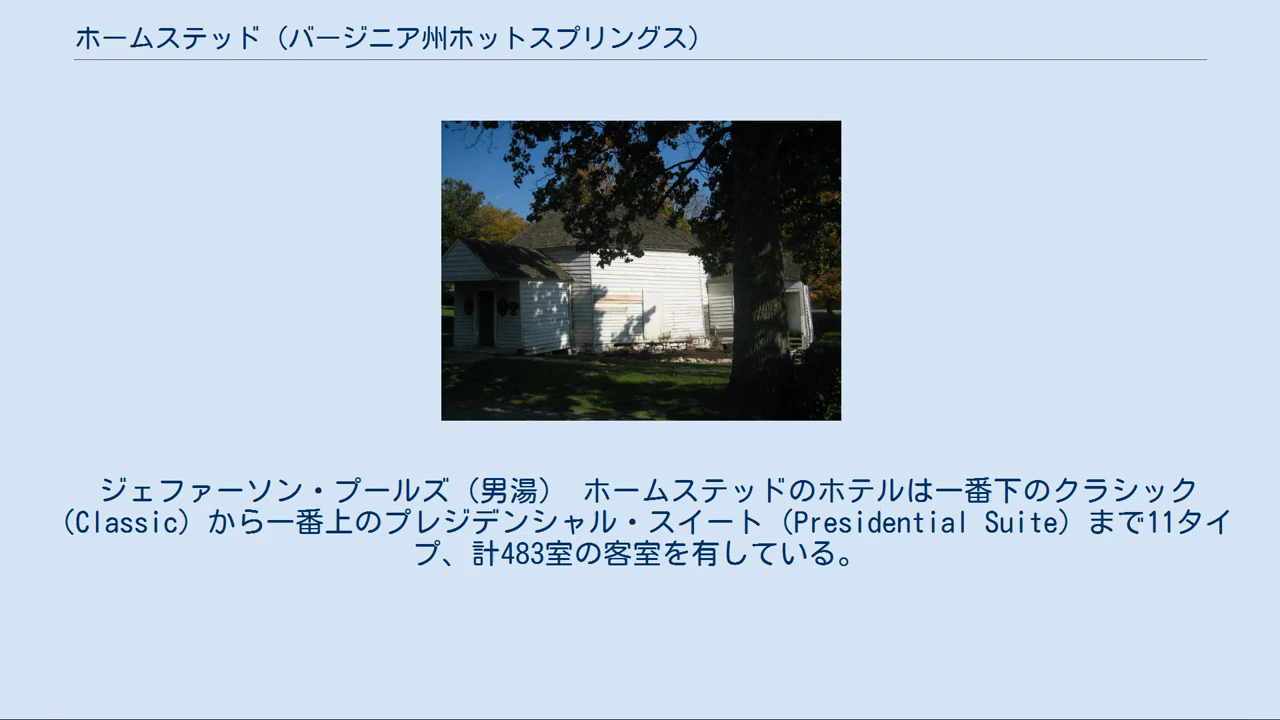 ホームステッド（バージニア州ホットスプリングス）
ジェファーソン・プールズ（男湯） ホームステッドのホテルは一番下のクラシック
（Classic）から一番上のプレジデンシャル・スイート（Presidential Suite）まで11タイ
プ、計483室の客室を有している。